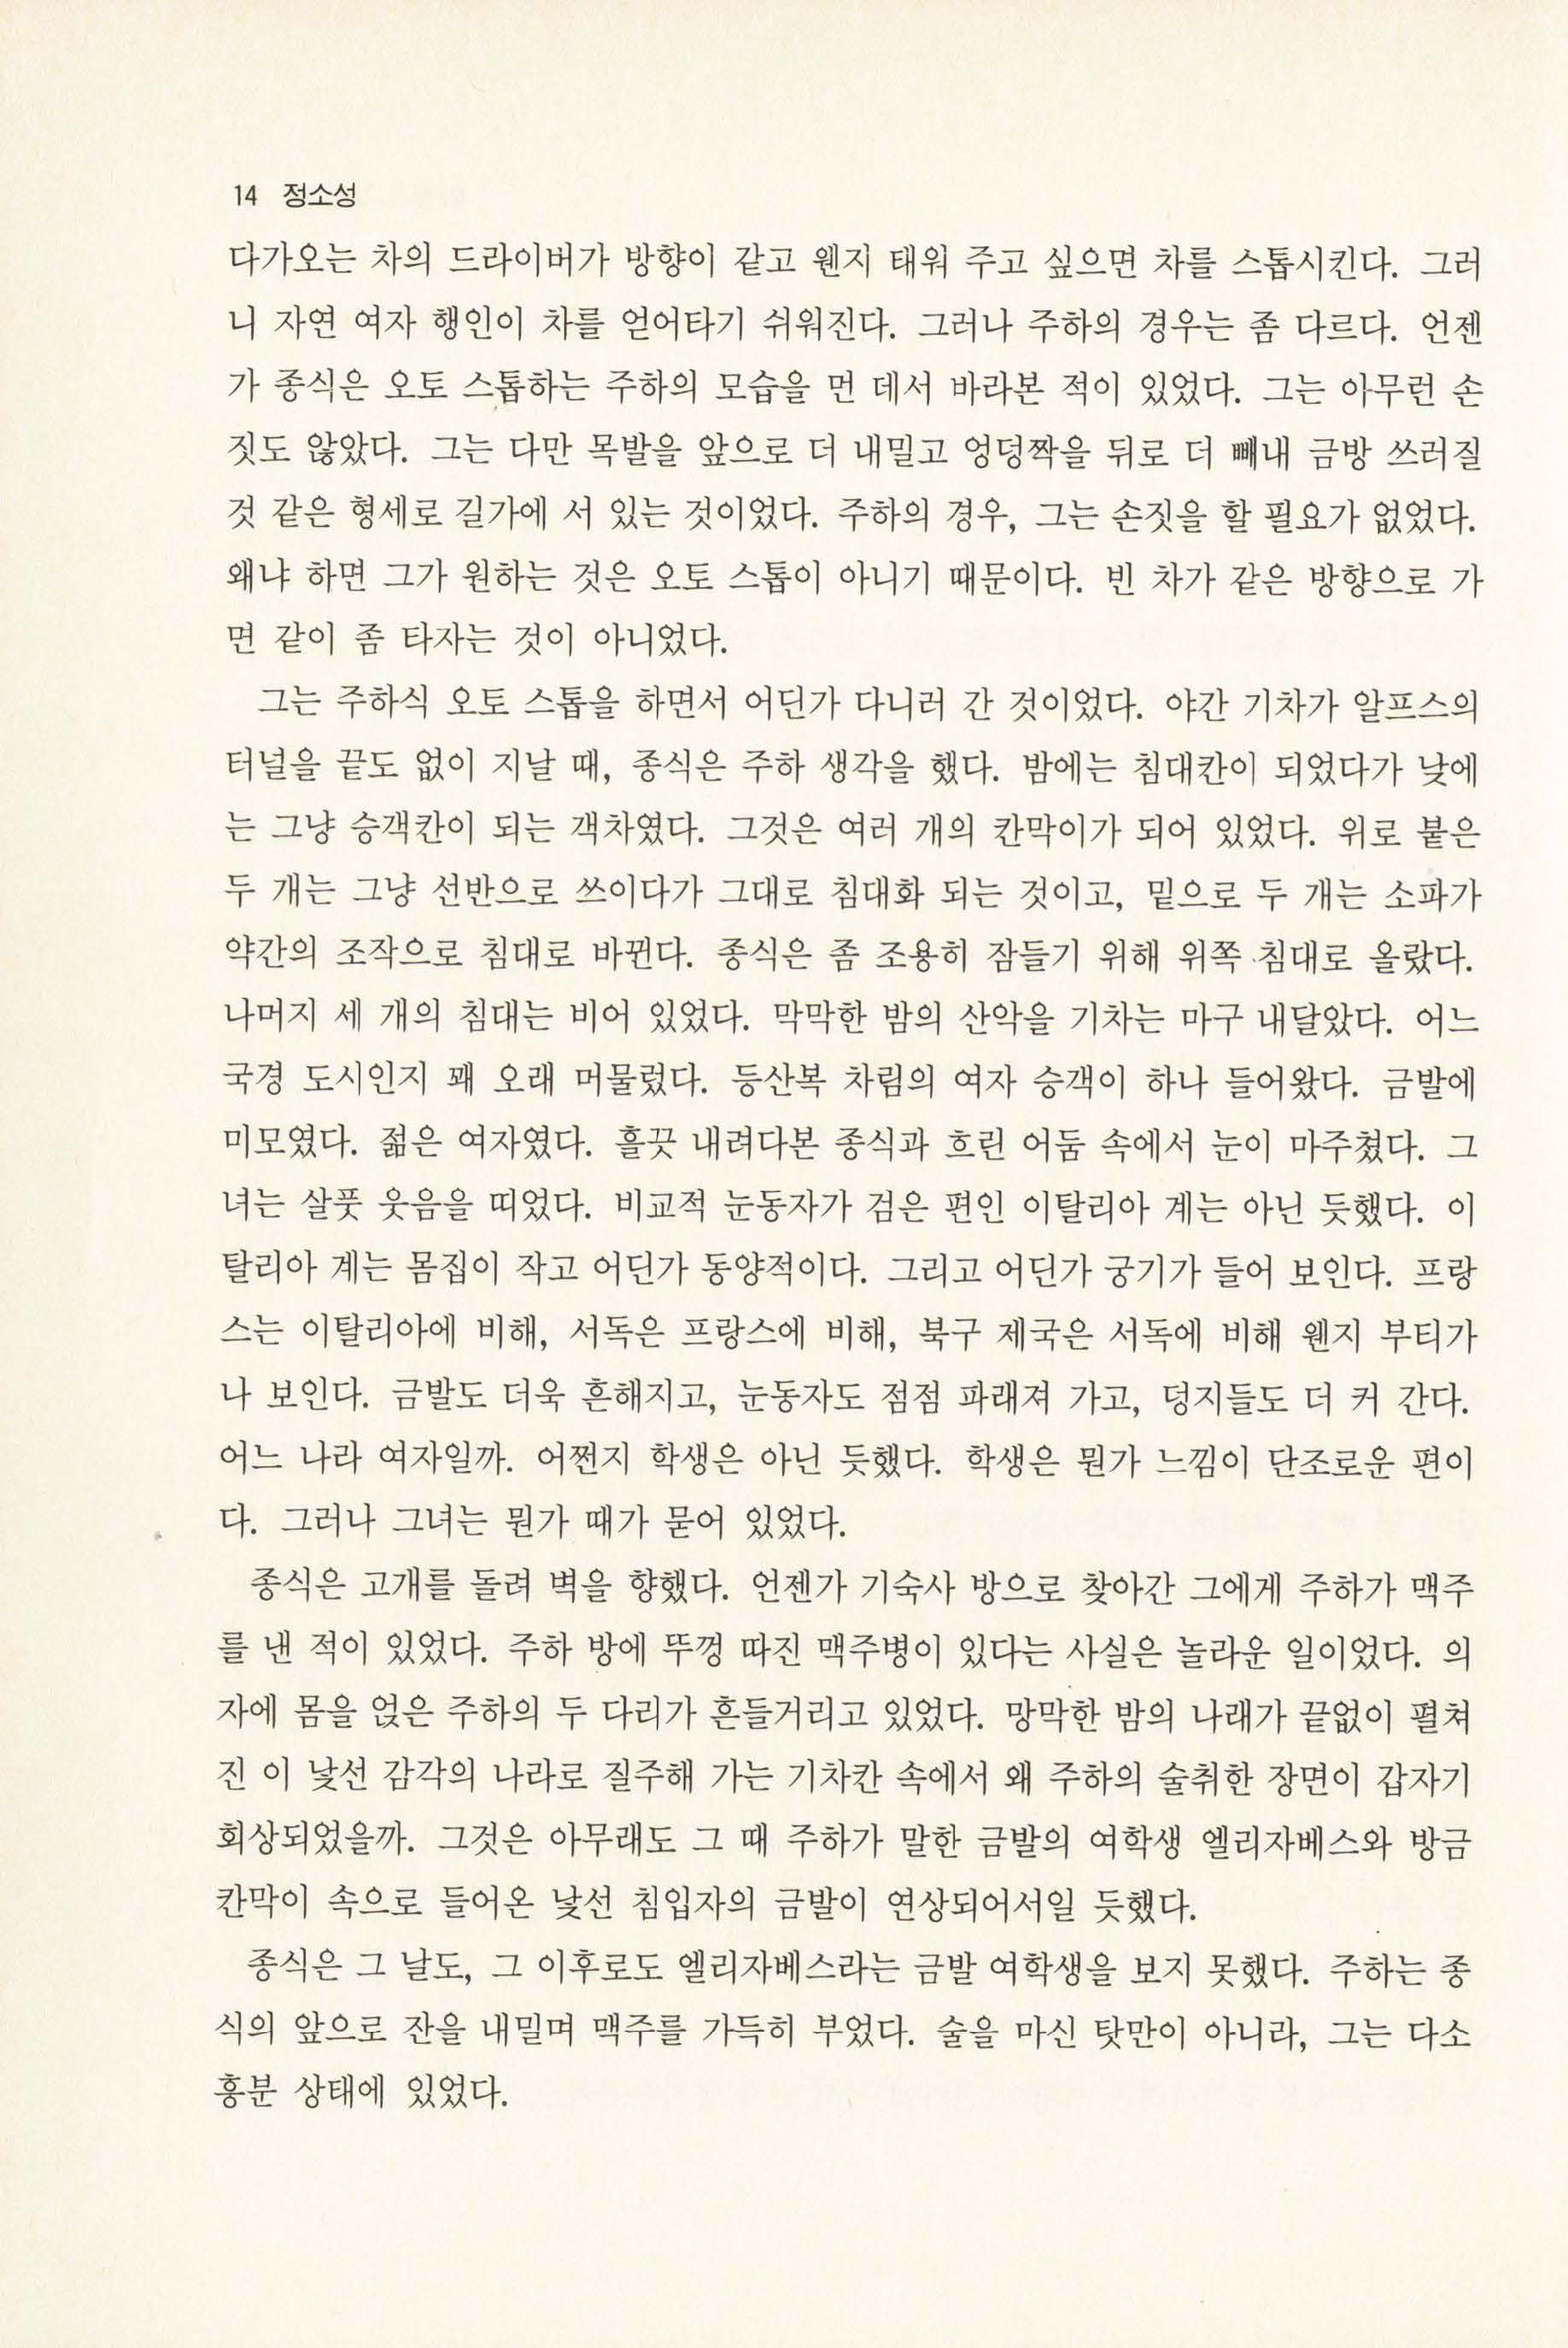 14 정소성
다가오는 차의 드라이버가 방향이 같고 웬지 태워 주고 싶으면 차를 스톱시킨다. 그러
니 자연 여자 행인이 차를 얻어타기 쉬워진다. 그러나 주하의 경우는 좀 다르다. 언젠
가 종식은 오토 스톱하는 주하의 모습을 먼 데서 바라본 적이 있었다. 그는 아무런 손
짓도 않았다. 그는 다만 목발을 앞으로 더 내밀고 엉덩짝을 뒤로 더 빼내 금방 쓰러질
것 같은 형세로 길가에 서 있는 것이었다. 주하의 경우, 그는 손짓을 할 필요가 없었다.
왜냐 하면 그가 원하는 것은 오토 스톱이 아니기 때문이다. 빈 차가 같은 방향으로 가
면 같이 좀 타자는 것이 아니었다.
그는 주하식 오토 스톱을 하면서 어딘가 다니러 간 것이었다. 야간 기차가 알프스의
터널을 끝도 없이 지날 때, 종식은 주하 생각을 했다. 밤에는 침대칸이 되었다가 낮에
는 그냥 승객칸이 되는 객차였다. 그것은 여러 개의 칸막이가 되어 있었다. 위로 붙은
두 개는 그냥 선반으로 쓰이다가 그대로 침대화 되는 것이고, 밑으로 두 개는 소파가
약간의 조작으로 침대로 바뀐다. 종식은 좀 조용히 잠들기 위해 위쪽 침대로 올랐다.
나머지 세 개의 침대는 비어 있었다. 막막한 밤의 산악을 기차는 마구 내달았다. 어느
국경 도시인지 꽤 오래 머물렀다. 등산복 차림의 여자 승객이 하나 들어왔다. 금발에
미모였다. 젊은 여자였다. 흘끗 내려다본 종식과 흐린 어둠 속에서 눈이 마주쳤다. 그
녀는 살풋 웃음을 띠었다. 비교적 눈동자가 검은 편인 이탈리아 계는 아닌 듯했다. 이
탈리아 계는 몸집이 작고 어딘가 동양적이다. 그리고 어딘가 궁기가 들어 보인다. 프랑
스는 이탈리아에 비해, 서독은 프랑스에 비해, 북구 제국은 서독에 비해 웬지 부티가
나 보인다. 금발도 더욱 흔해지고, 눈동자도 점점 파래져 가고, 덩지들도 더 커 간다.
어느 나라 여자일까. 어쩐지 학생은 아닌 듯했다. 학생은 뭔가 느낌이 단조로운 편이
다. 그러나 그녀는 뭔가 때가 묻어 있었다.
종식은 고개를 돌려 벽을 향했다. 언젠가 기숙사 방으로 찾아간 그에게 주하가 맥주
를 낸 적이 있었다. 주하 방에 뚜껑 따진 맥주병이 있다는 사실은 놀라운 일이었다. 의
자에 몸을 얹은 주하의 두 다리가 흔들거리고 있었다. 망막한 밤의 나래가 끝없이 펼쳐
진 이 낯선 감각의 나라로 질주해 가는 기차칸 속에서 왜 주하의 술취한 장면이 갑자기
회상되었을까. 그것은 아무래도 그 때 주하가 말한 금발의 여학생 엘리자베스와 방금
칸막이 속으로 들어온 낯선 침입자의 금발이 연상되어서일 듯했다.
종식은 그 날도, 그 이후로도 엘리자베스라는 금발 여학생을 보지 못했다. 주하는 종
식의 앞으로 잔을 내밀며 맥주를 가득히 부었다. 술을 마신 탓만이 아니라, 그는 다소
흥분 상태에 있었다.